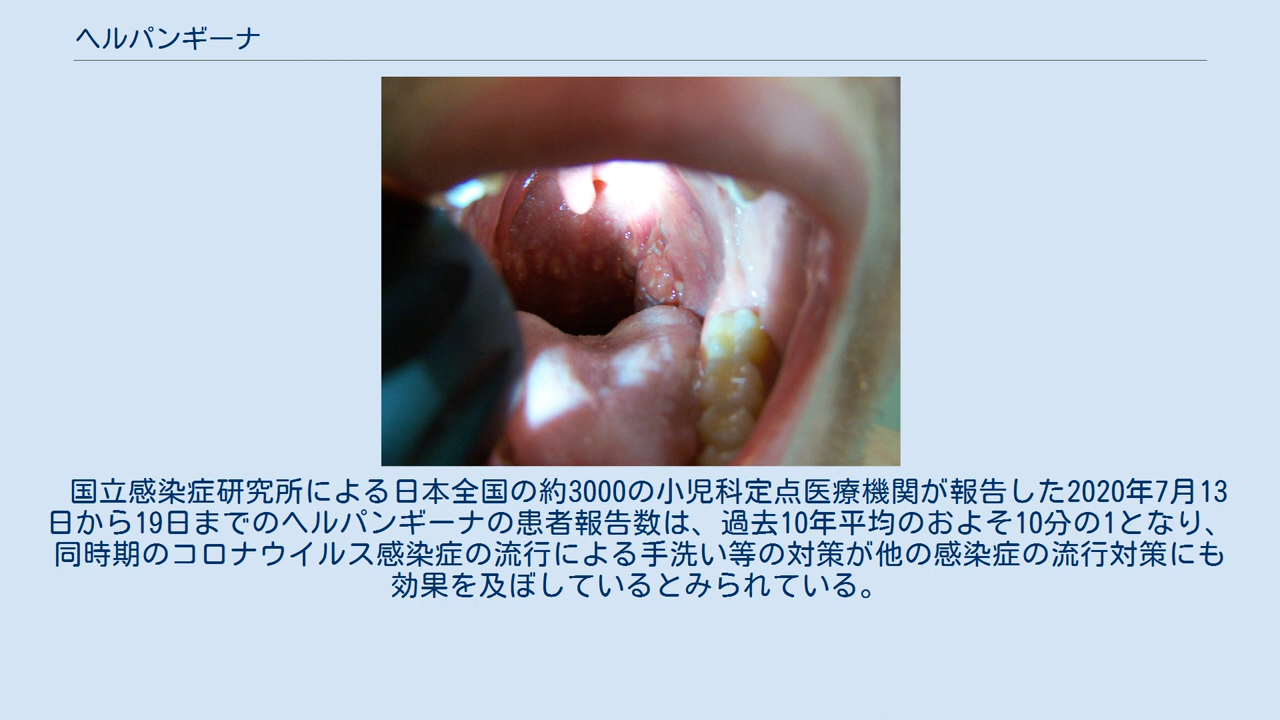 ヘルパンギーナ
国立感染症研究所による日本全国の約3000の小児科定点医療機関が報告した2020年7月13
日から19日までのヘルパンギーナの患者報告数は、過去10年平均のおよそ10分の1となり、
同時期のコロナウイルス感染症の流行による手洗い等の対策が他の感染症の流行対策にも
効果を及ぼしているとみられている。